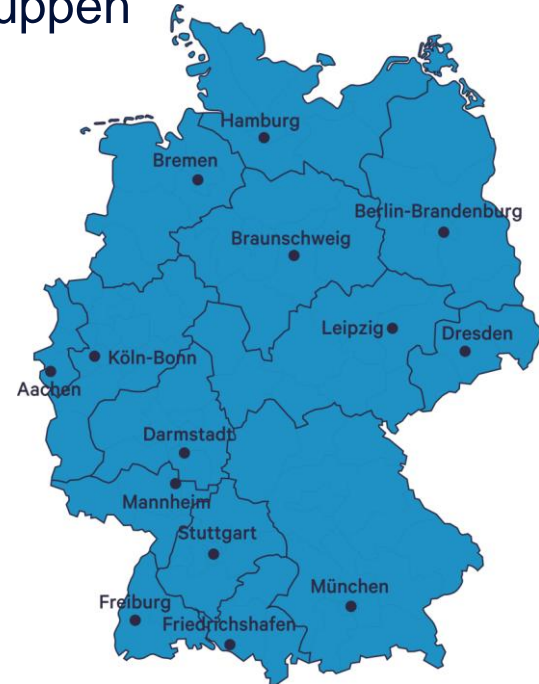 uppen
Hamburg
Bremen
Berlin-Brandenburg
Braunschweig
Leipzig
Dresden
Köln-Bonn
Aachen
Darmstadt
Mannheim
Stuttgart
München
Freiburg
Friedrichshafen